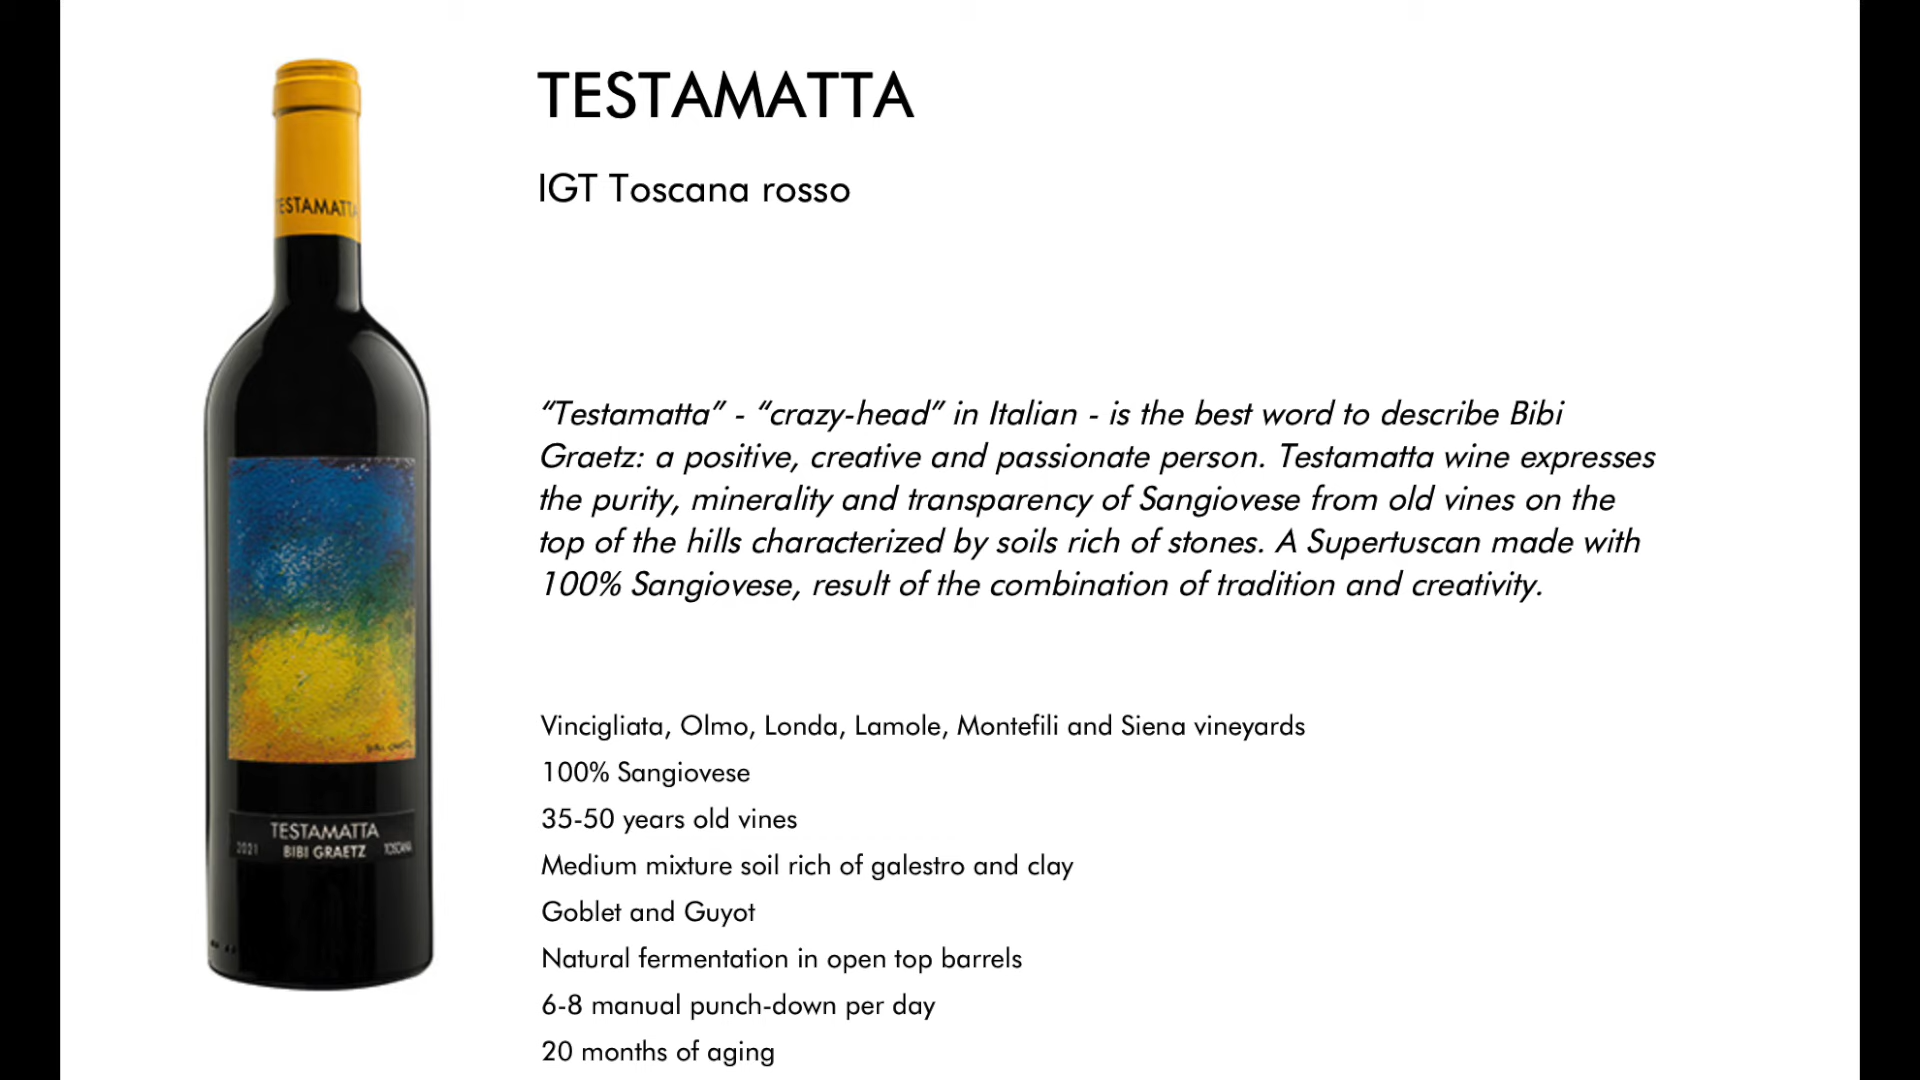 TESTAMATTA
IGT Toscana rosso
“Testamatta” - “crazy-head” in Italian - is the best word to describe Bibi
Graetz: a positive, creative and passionate person. Testamatta wine expresses
the purity, minerality and transparency of Sangiovese from old vines on the
top of the hills characterized by soils rich of stones. A Supertuscan made with
100% Sangiovese, result of the combination of tradition and creativity.
Vincigliata, Olmo, Londa, Lamole, Montefili and Siena vineyards
100% Sangiovese
35-50 years old vines
Medium mixture soil rich of galestro and clay
Goblet and Guyot
Natural fermentation in open top barrels
6-8 manual punch-down per day
20 months of aging
TESTAMATTA
BIBI GRAETZ
TESTAMATTA
2021 BIBI GRAETZ TOSCANA